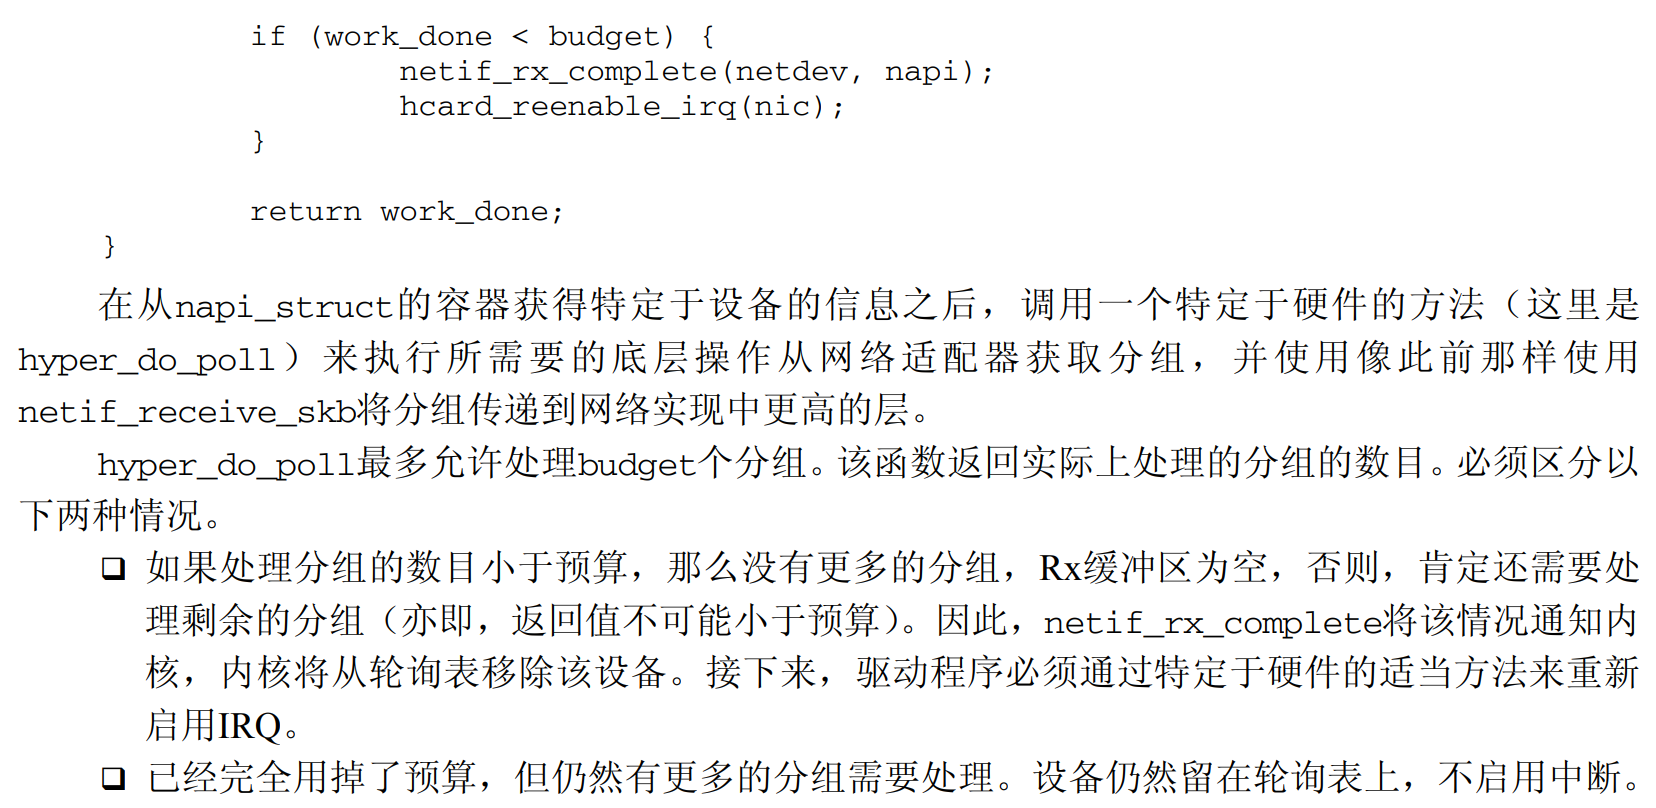 if (work_done < budget) {
netif_rx_complete(netdev, napi);
hcard_reenable_irq(nic);
}
return work_done;
}
在从napi_struct的容器获得特定于设备的信息之后，调用一个特定于硬件的方法（这里是
hyper_do_poll）来执行所需要的底层操作从网络适配器获取分组，并使用像此前那样使用
netif_receive_skb将分组传递到网络实现中更高的层。
hyper_do_poll最多允许处理budget个分组。该函数返回实际上处理的分组的数目。必须区分以
下两种情况。
❑ 如果处理分组的数目小于预算，那么没有更多的分组，Rx缓冲区为空，否则，肯定还需要处
理剩余的分组（亦即，返回值不可能小于预算）。因此，netif_rx_complete将该情况通知内
核，内核将从轮询表移除该设备。接下来，驱动程序必须通过特定于硬件的适当方法来重新
启用IRQ。
❑ 已经完全用掉了预算，但仍然有更多的分组需要处理。设备仍然留在轮询表上，不启用中断。